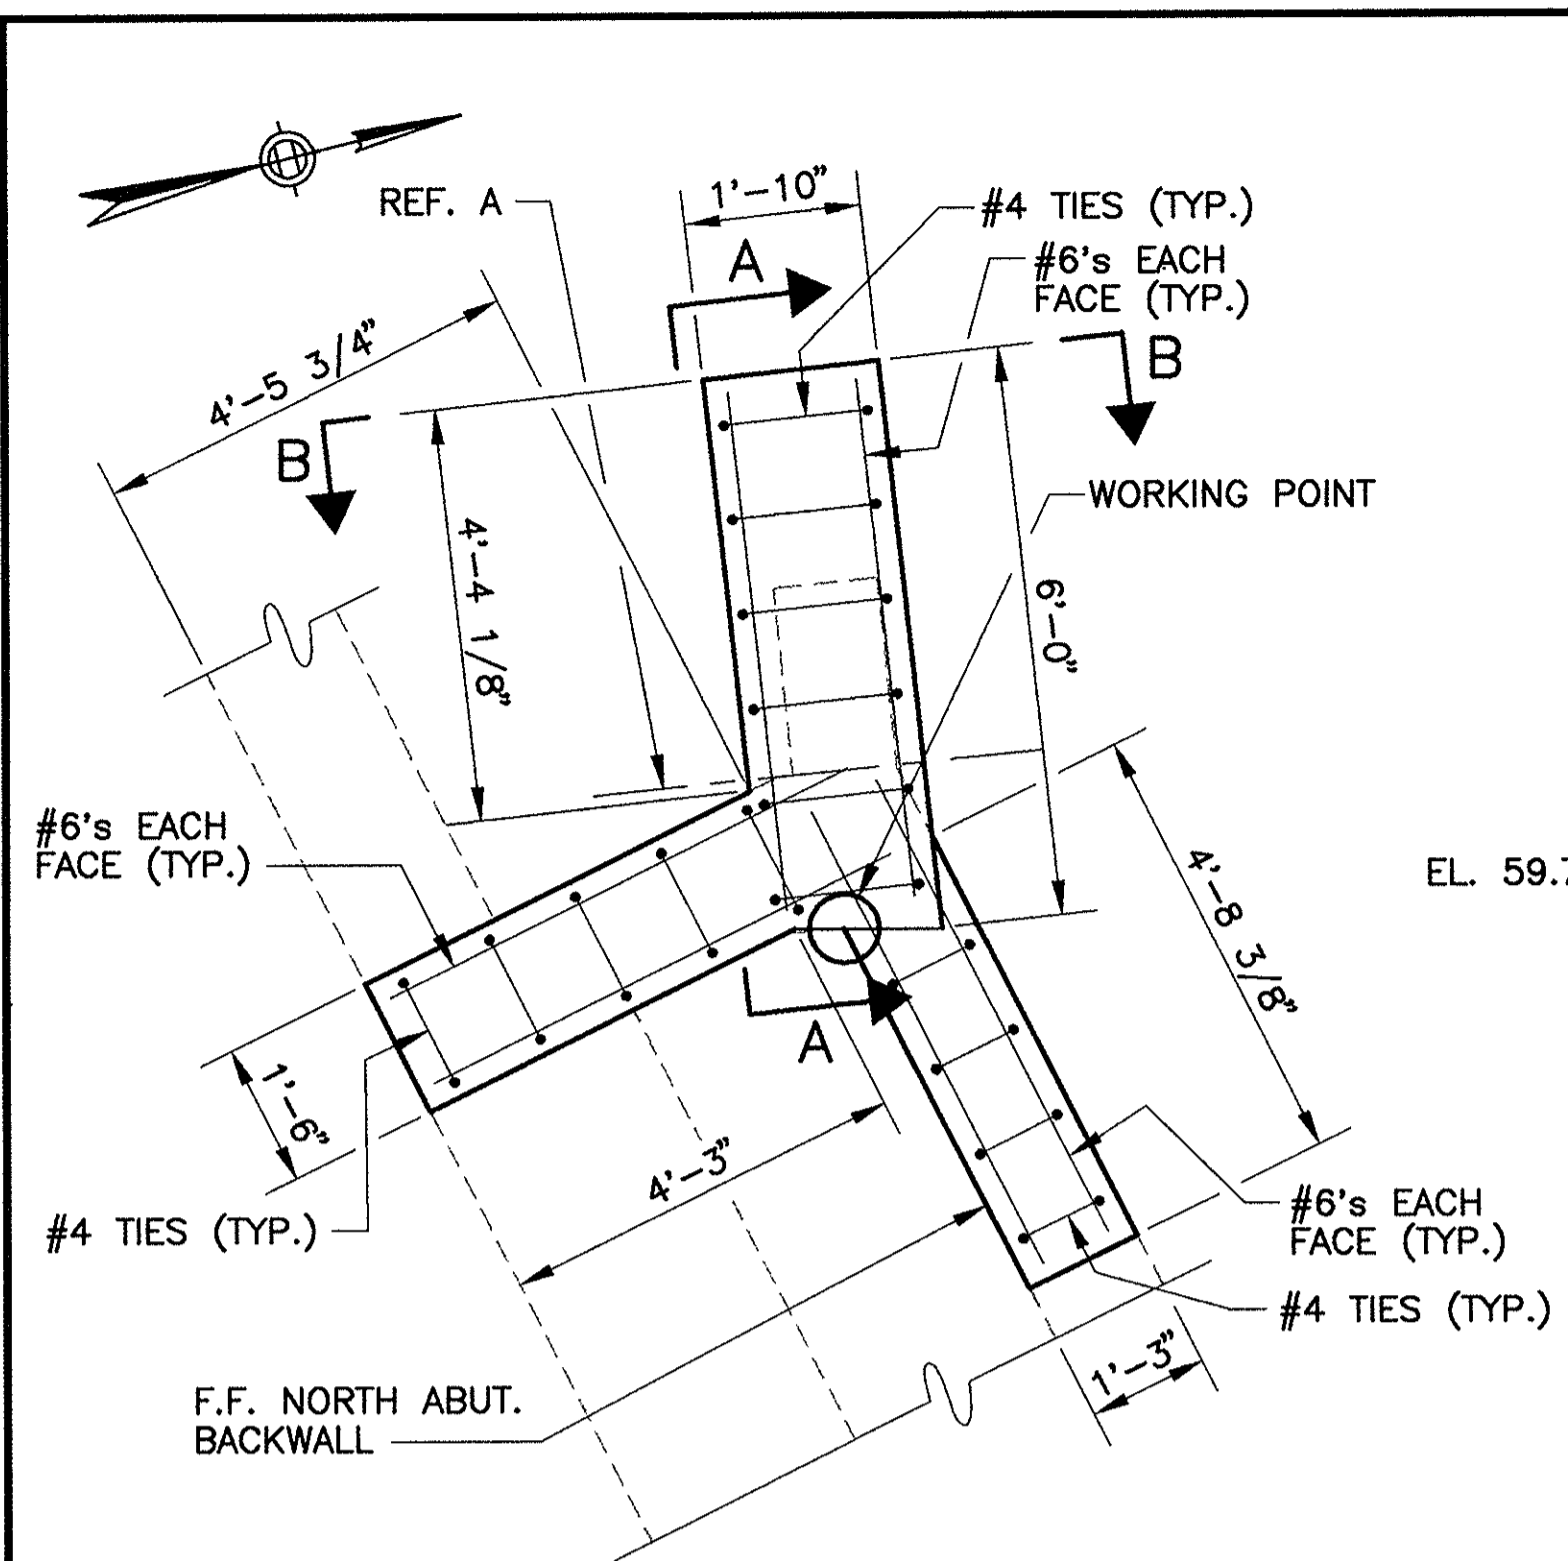 REF. A
1'-10"
#4 TIES (TYP.)
A
#6's EACH
FACE (TYP.)
4'-5 3/4"
B
B
WORKING POINT
4'-4 1/8"
6'-0"
#6's EACH
FACE (TYP.)
4'-8 3/8"
EL. 59.7
A
1'-6"
4'-3"
#4 TIES (TYP.)
#6's EACH
FACE (TYP.)
#4 TIES (TYP.)
1'-3"
F.F. NORTH ABUT.
BACKWALL